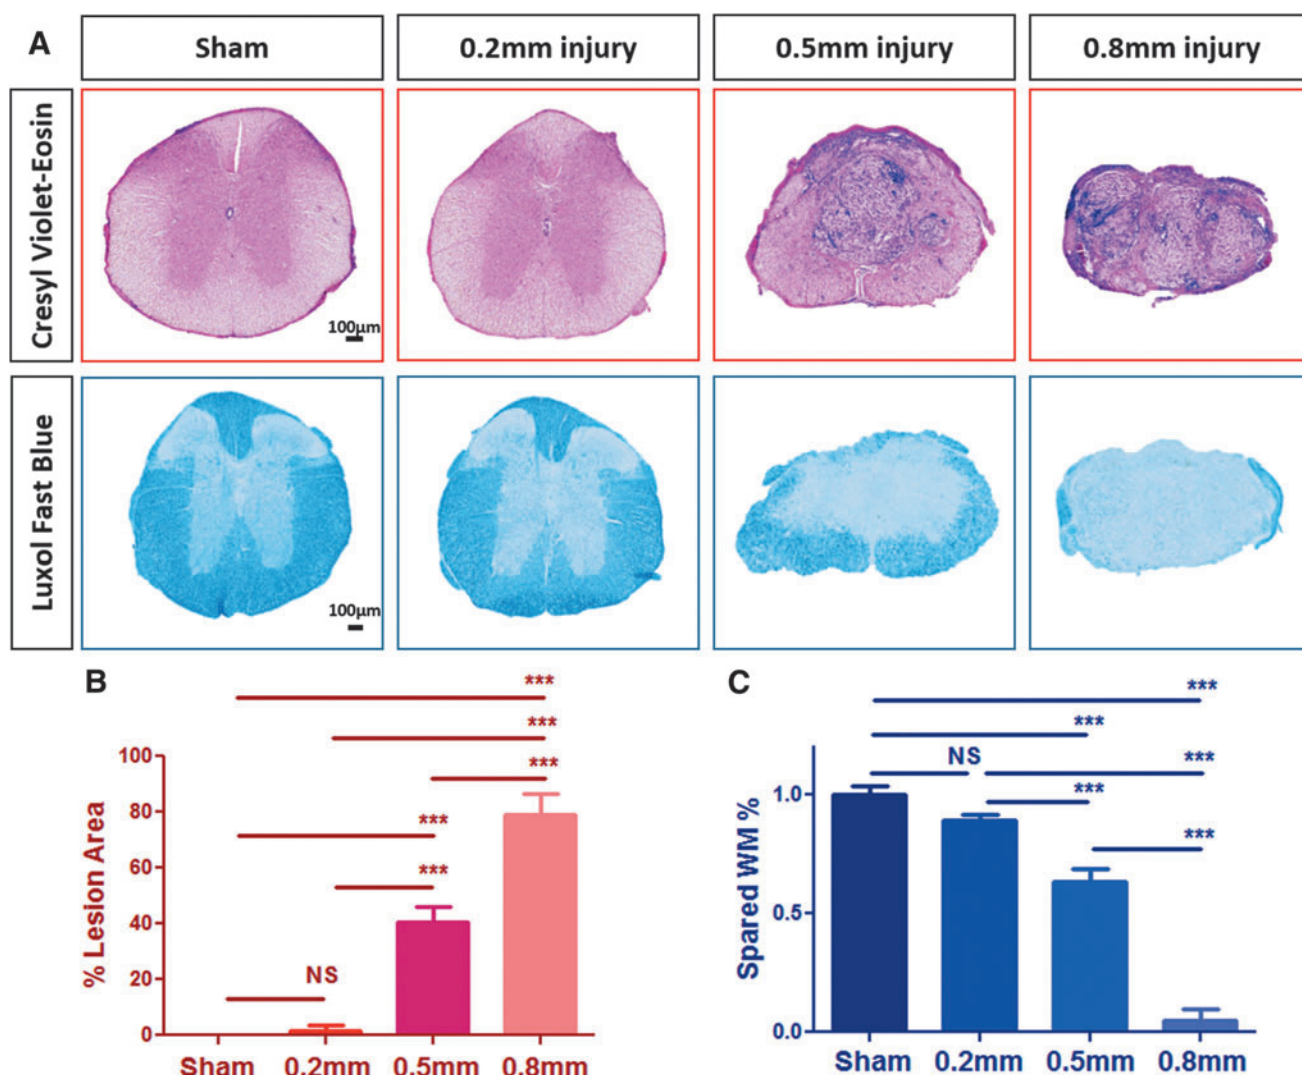 A
Sham
0.2mm injury
0.5mm injury
0.8mm injury
Cresyl Violet-Eosin
100µm
Luxol Fast Blue
100µm
B
***
***
***
***
***
NS
% Lesion Area
100
80
60
40
20
0
Sham
0.2mm
0.5mm
0.8mm
C
***
***
NS
***
***
***
Spared WM %
1.0
0.5
0.0
Sham
0.2mm
0.5mm
0.8mm